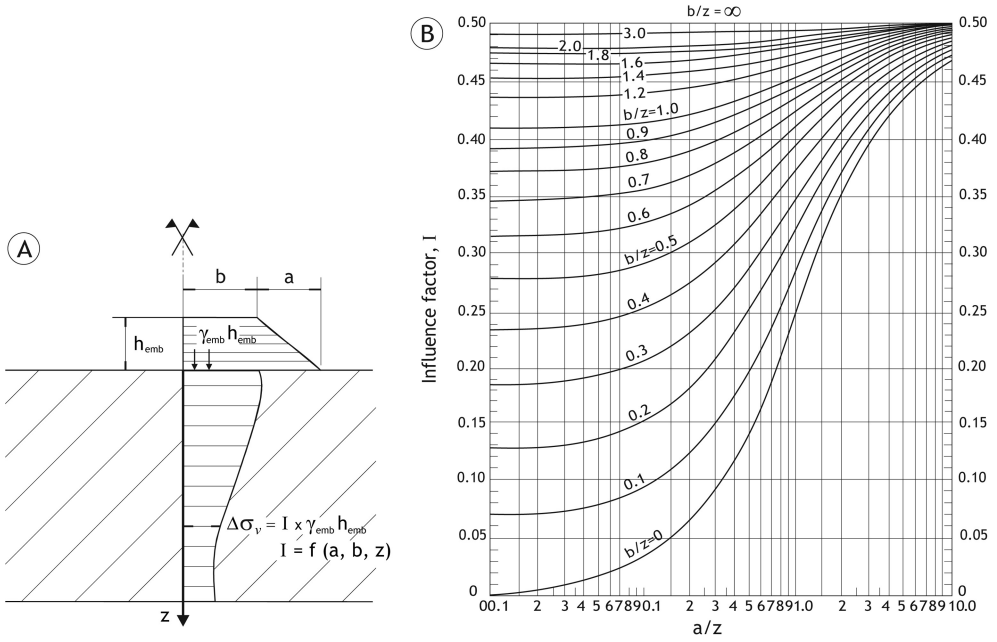 A
b
a
h_emb
γ_emb h_emb
Δσ_v = I x γ_emb h_emb
I = f (a, b, z)
z
B
b/z = ∞
0.50
0.45
0.40
0.35
0.30
0.25
0.20
0.15
0.10
0.05
0
Influence factor, I
3.0
2.0
1.8
1.6
1.4
1.2
b/z=1.0
0.9
0.8
0.7
0.6
b/z=0.5
0.4
0.3
0.2
0.1
b/z=0
0.50
0.45
0.40
0.35
0.30
0.25
0.20
0.15
0.10
0.05
0
00.1 2 3 4 5 6789 0.1 2 3 4 5 6789 1.0 2 3 4 5 6789 10.0
a/z